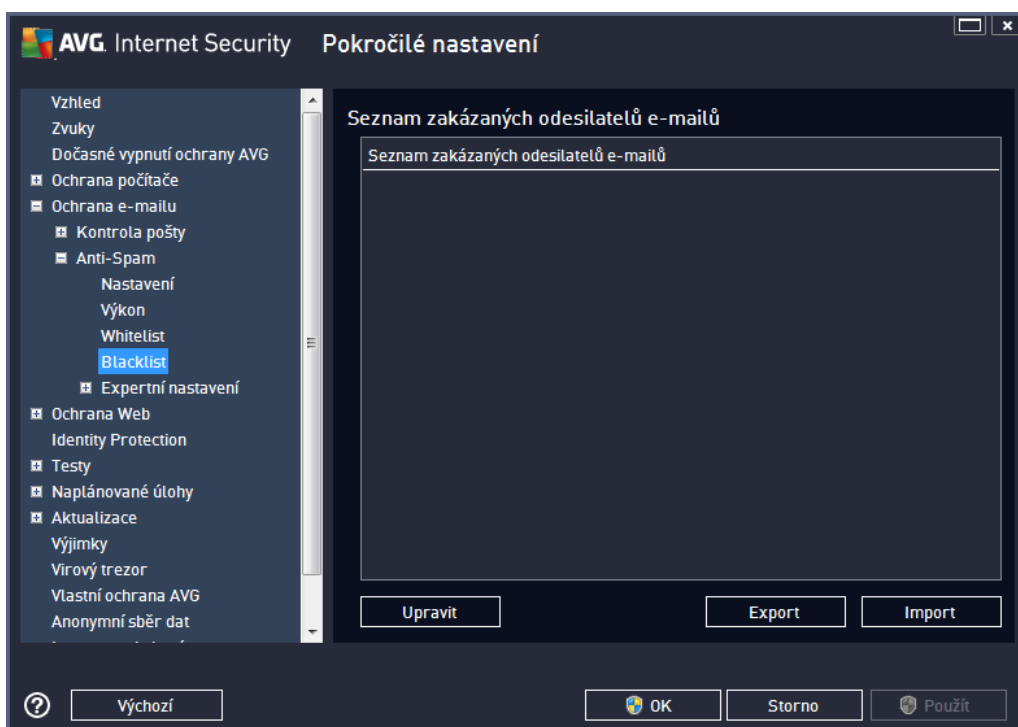 AVG. Internet Security Pokročilé nastavení
Vzhled
Zvuky
Dočasné vypnutí ochrany AVG
Ochrana počítače
Ochrana e-mailu
Kontrola pošty
Anti-Spam
Nastavení
Výkon
Whitelist
Blacklist
Expertní nastavení
Ochrana Web
Identity Protection
Testy
Naplánované úlohy
Aktualizace
Výjimky
Virový trezor
Vlastní ochrana AVG
Anonymní sběr dat
Seznam zakázaných odesilatelů e-mailů
Seznam zakázaných odesilatelů e-mailů
Upravit Export Import
Výchozí OK Storno Použít